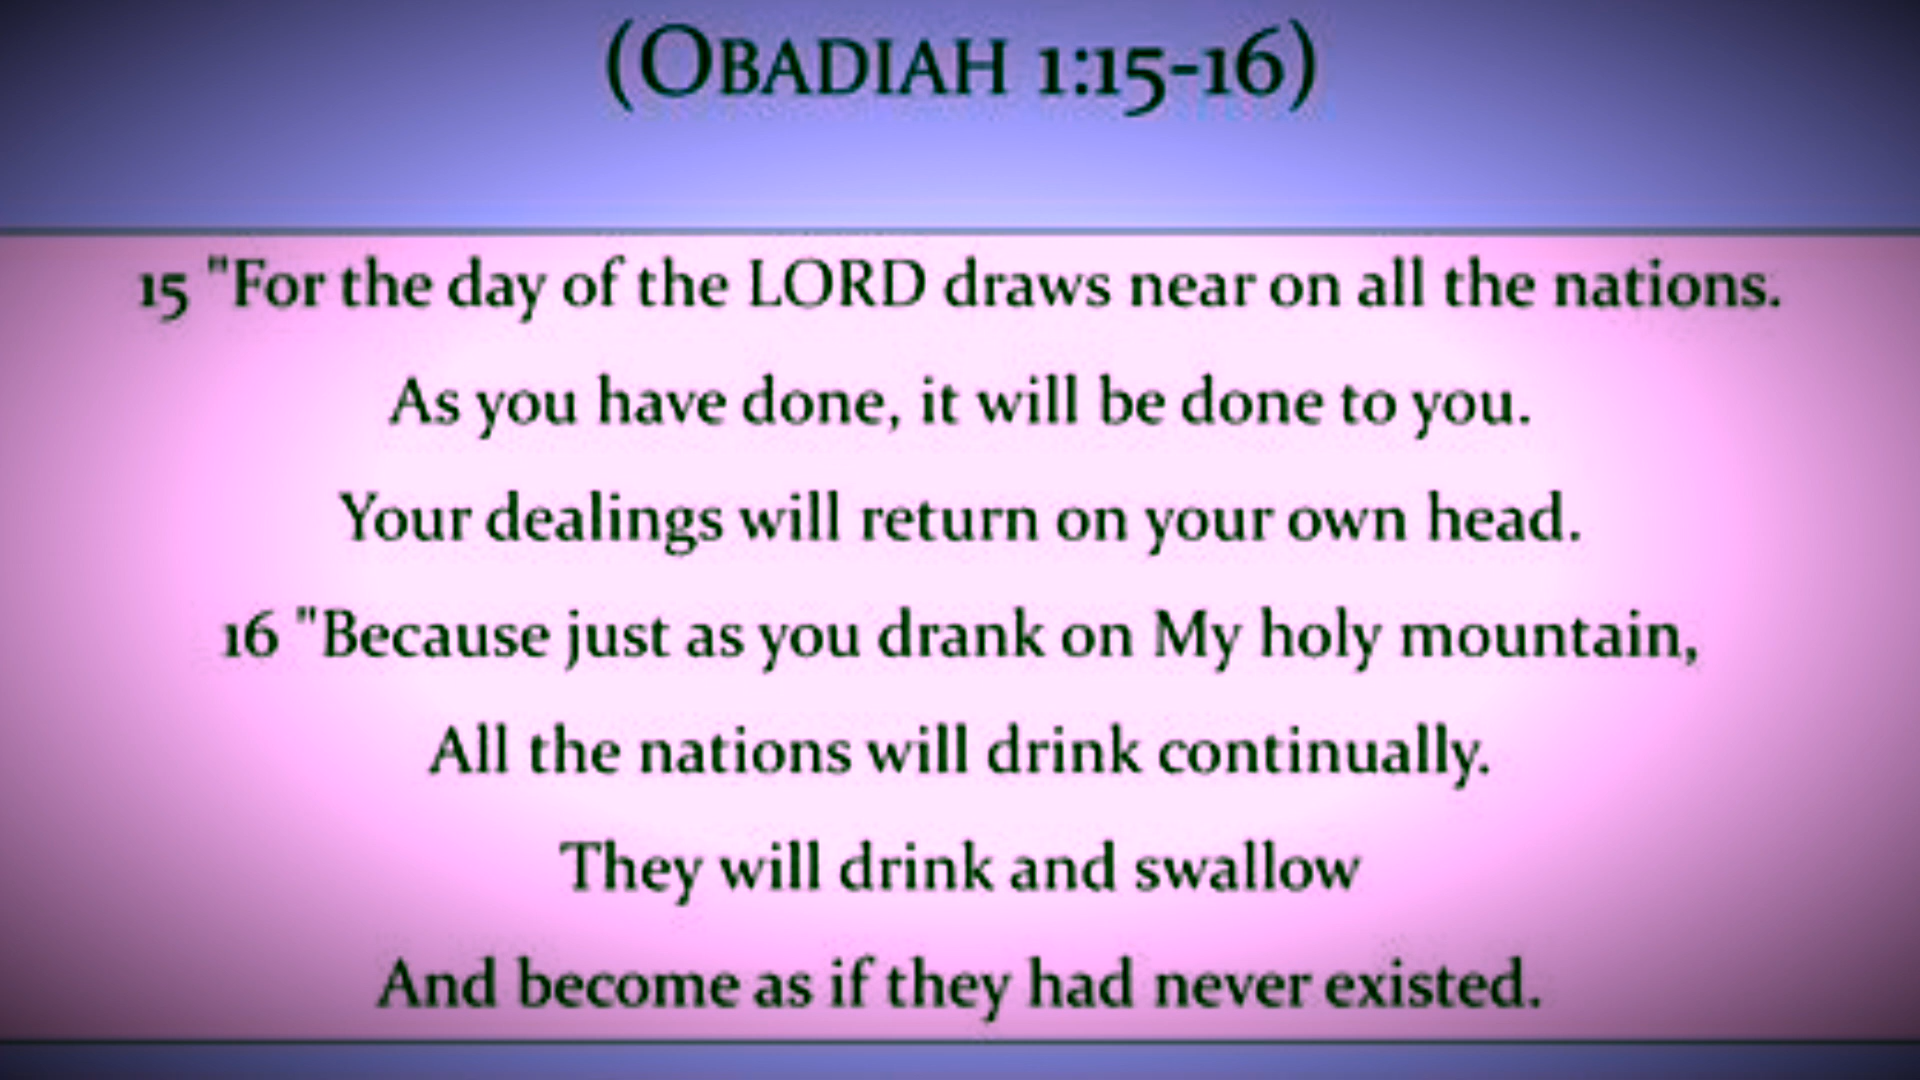 (OBADIAH 1:15-16)
15 "For the day of the LORD draws near on all the nations.
As you have done, it will be done to you.
Your dealings will return on your own head.
16 "Because just as you drank on My holy mountain,
All the nations will drink continually.
They will drink and swallow
And become as if they had never existed.